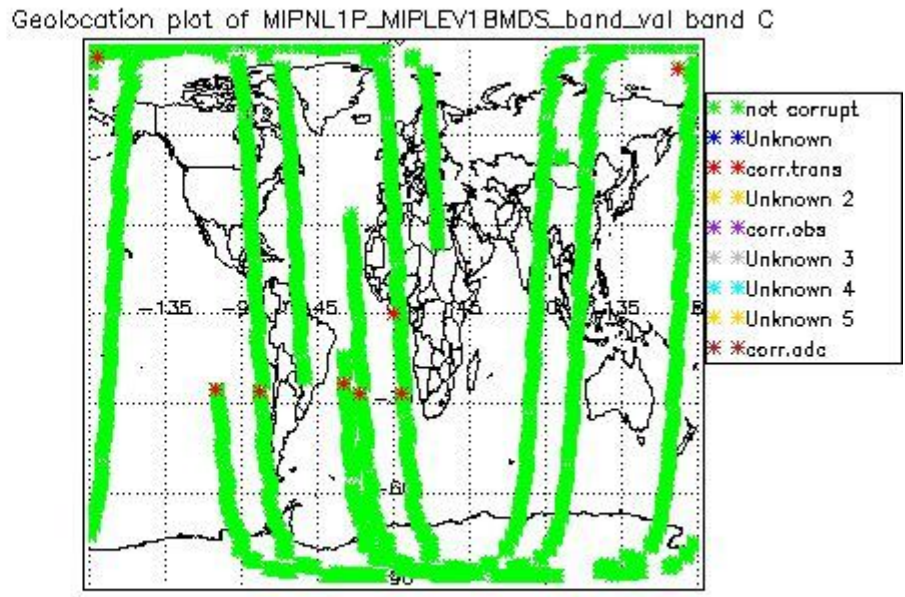 Geolocation plot of MIPNL1P_MIPLEV1BMDS_band_val band C
not corrupt
Unknown
corr.trans
Unknown 2
corr.obs
Unknown 3
Unknown 4
Unknown 5
corr.adc
-135
45
135
-60
90